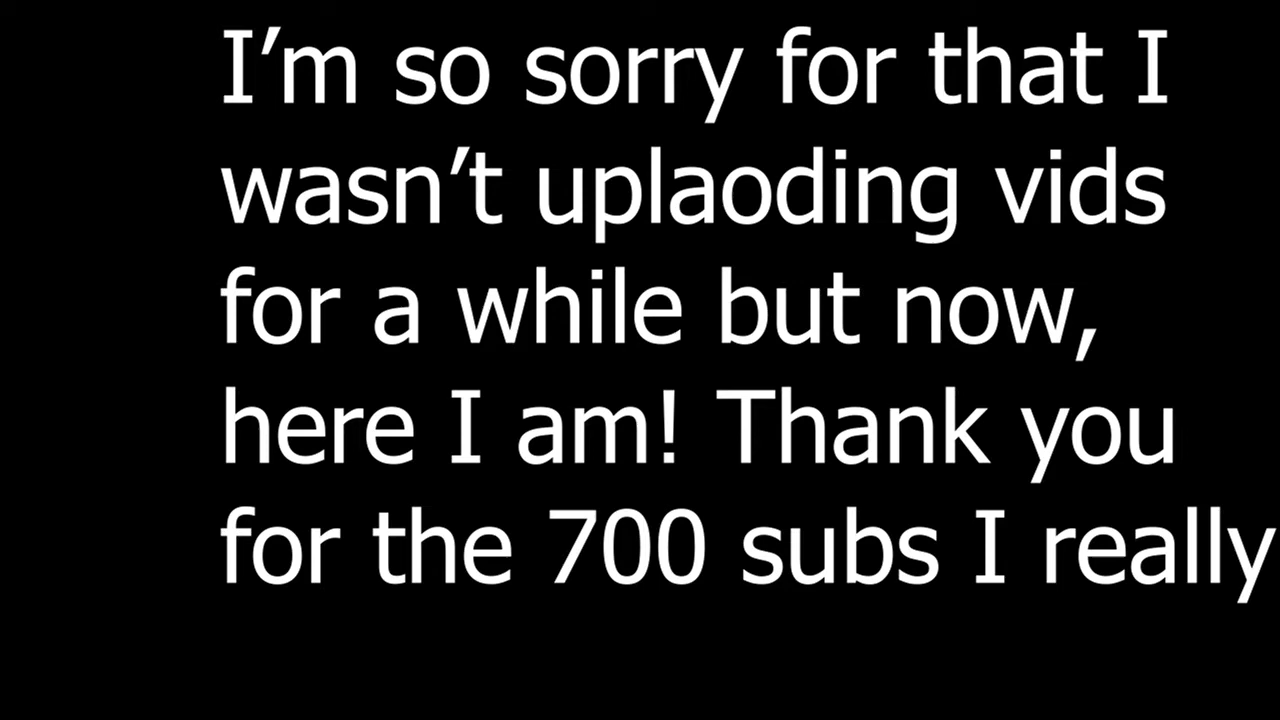 I’m so sorry for that I
wasn’t uplaoding vids
for a while but now,
here I am! Thank you
for the 700 subs I really